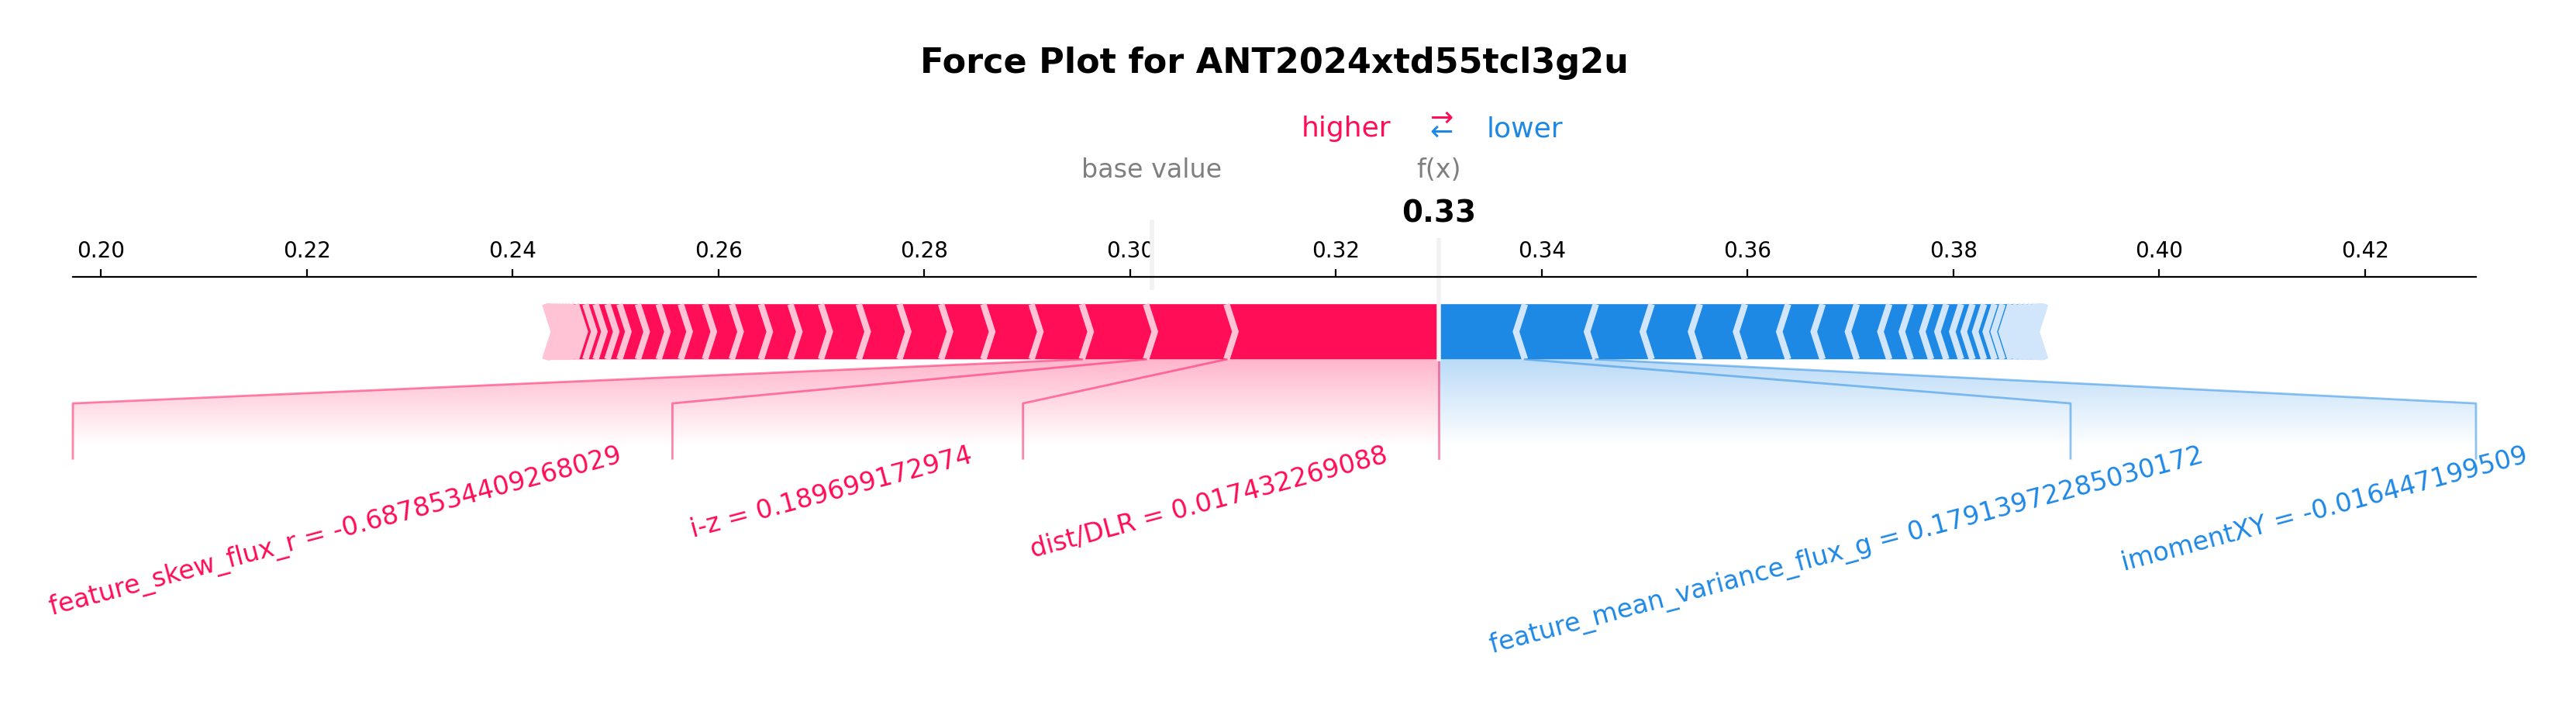 Force Plot for ANT2024xtd55tcl3g2u
higher ⇄ lower
base value f(x)
0.33
0.20 0.22 0.24 0.26 0.28 0.30 0.32 0.34 0.36 0.38 0.40 0.42
feature_skew_flux_r = -0.6878534409268029
i-z = 0.189699172974
dist/DLR = 0.017432269088
feature_mean_variance_flux_g = 0.17913972285030172
imomentXY = -0.016447199509